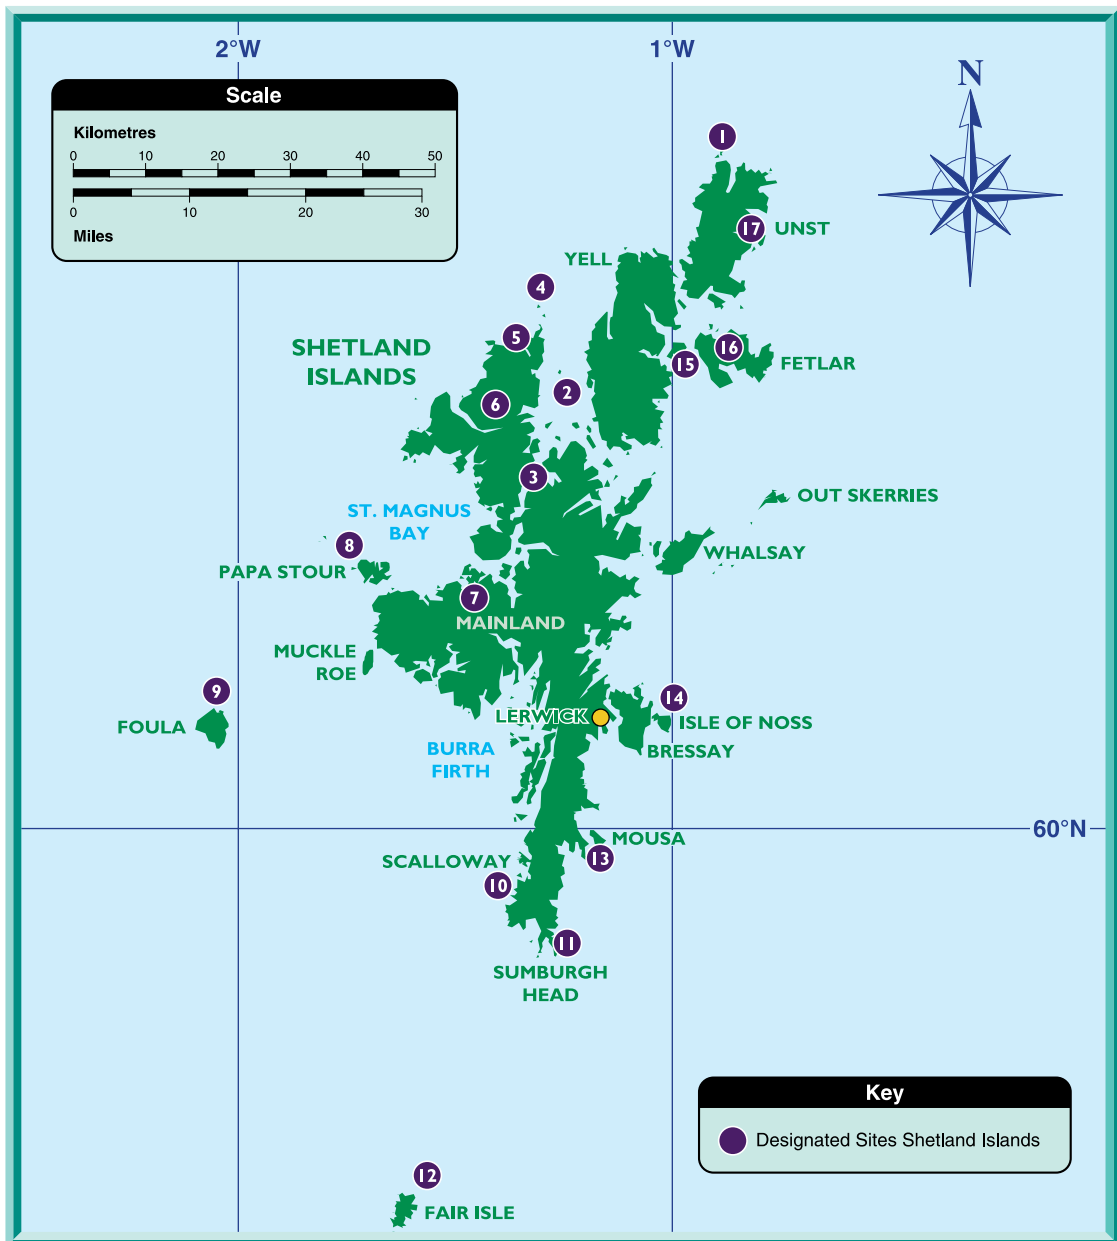 2°W
1°W
Scale
Kilometres
0 10 20 30 40 50
0 10 20 30
Miles
N
1
17 UNST
YELL
4
5
SHETLAND
ISLANDS
16
15
FETLAR
2
6
3
OUT SKERRIES
ST. MAGNUS
BAY
8
WHALSAY
PAPA STOUR
7
MAINLAND
MUCKLE
ROE
9
14
FOULA
LERWICK
ISLE OF NOSS
BRESSAY
BURRA
FIRTH
60°N
MOUSA
13
SCALLOWAY
10
11
SUMBURGH
HEAD
Key
Designated Sites Shetland Islands
12
FAIR ISLE